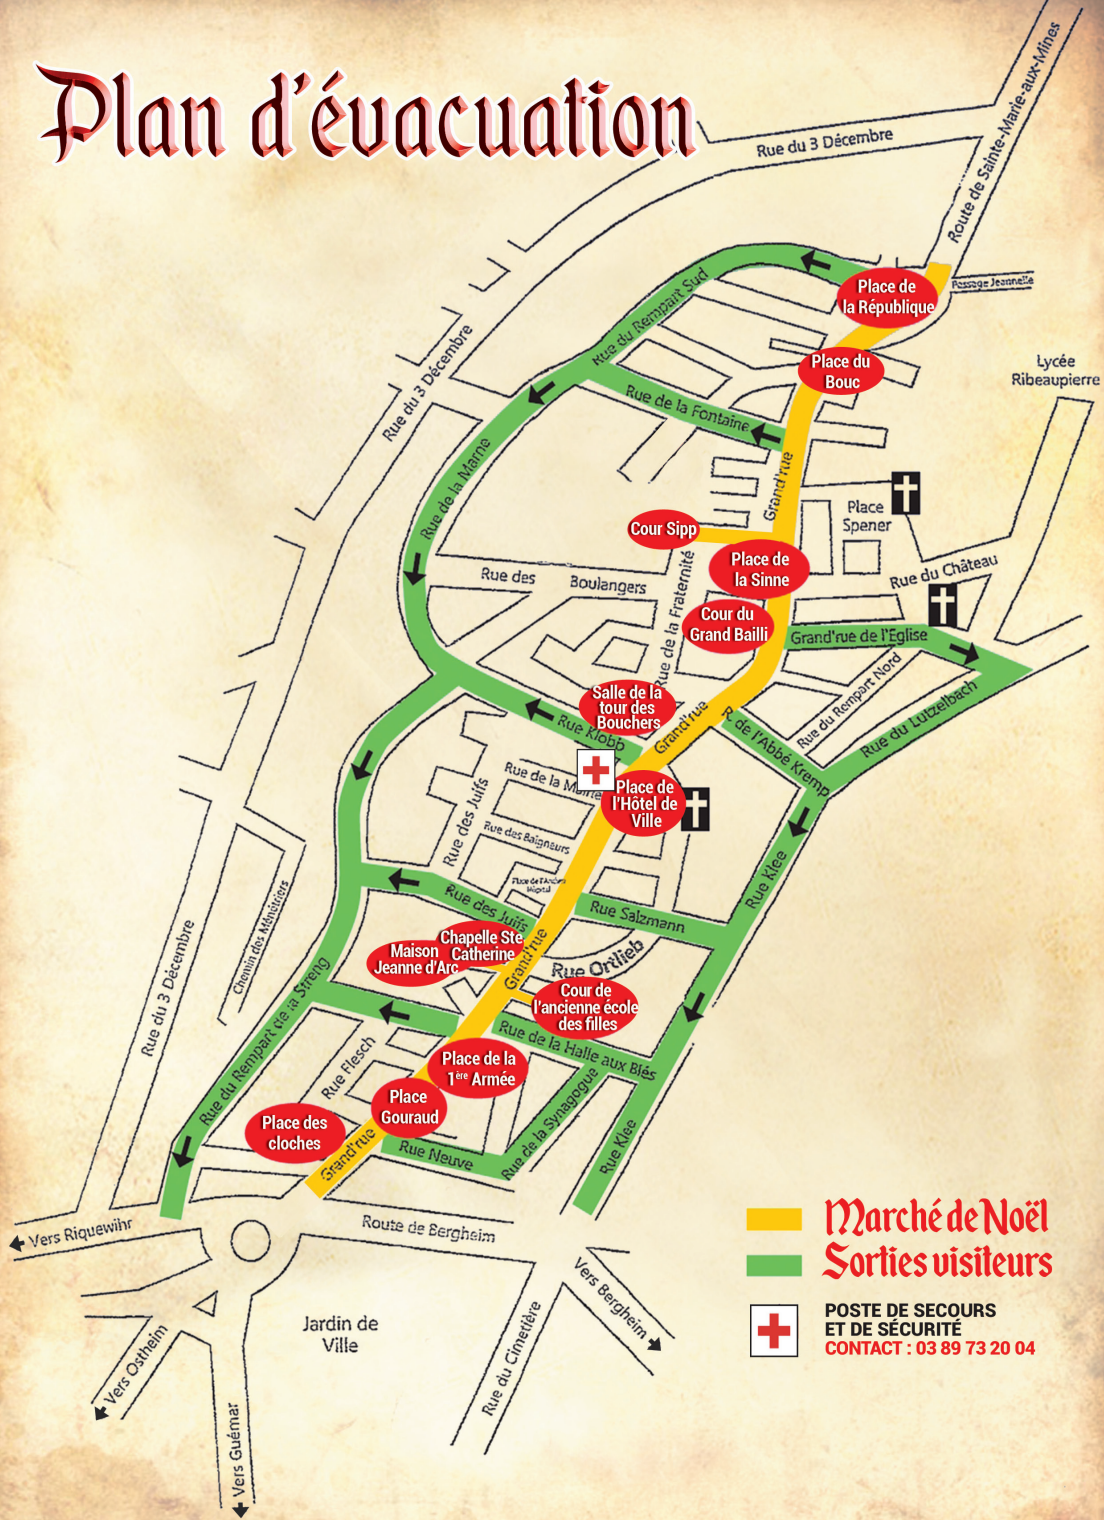 Plan d'évacuation
Rue du 3 Décembre
Route de Sainte-Marie-aux-Mines
Passage Jeannelle
Place de
la République
Rue du Rempart Sud
Place du
Bouc
Lycée
Ribeaupierre
Rue du 3 Décembre
Rue de la Fontaine
Rue de la Marne
Grand'rue
Place
Spener
Cour Sipp
Place de
la Sinne
Rue des Boulangers
Rue du Château
Rue de la Fraternité
Cour du
Grand Bailli
Grand'rue de l'Eglise
Rue du Rempart Nord
Rue du Lutzelbach
Salle de la
tour des
Bouchers
Grand'rue
R. de l'Abbé Kremp
Rue Klobb
Rue de la Mairie
Place de
l'Hôtel de
Ville
Rue des Juifs
Rue des Baigneurs
Place de l'Ancien
Hôpital
Rue Klee
Rue des Juifs
Rue Salzmann
Chemin des Ménétriers
Rue du 3 Décembre
Chapelle Ste
Catherine
Maison
Jeanne d'Arc
Grand'rue
Rue Ortlieb
Cour de
l'ancienne école
des filles
Rue du Rempart de la Streng
Rue de la Halle aux Blés
Rue Flesch
Place de la
1ère Armée
Place
Gouraud
Place des
cloches
Grand'rue
Rue Neuve
Rue de la Synagogue
Rue Klee
Vers Riquewihr
Route de Bergheim
Marché de Noël
Sorties visiteurs
Vers Bergheim
POSTE DE SECOURS
ET DE SÉCURITÉ
CONTACT : 03 89 73 20 04
Jardin de
Ville
Rue du Cimetière
Vers Ostheim
Vers Guémar